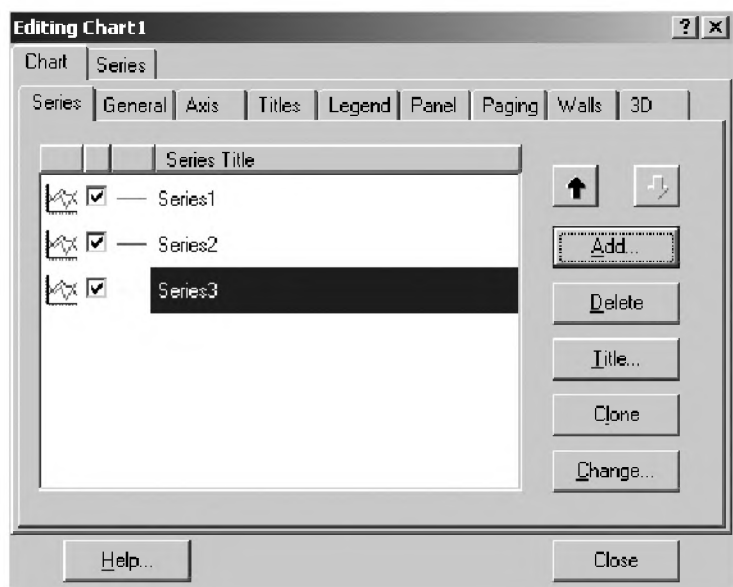 Editing Chart1
? X
Chart Series
Series General Axis Titles Legend Panel Paging Walls 3D
Series Title
Series1
Series2
Series3
Add...
Delete
Title...
Clone
Change...
Help... Close